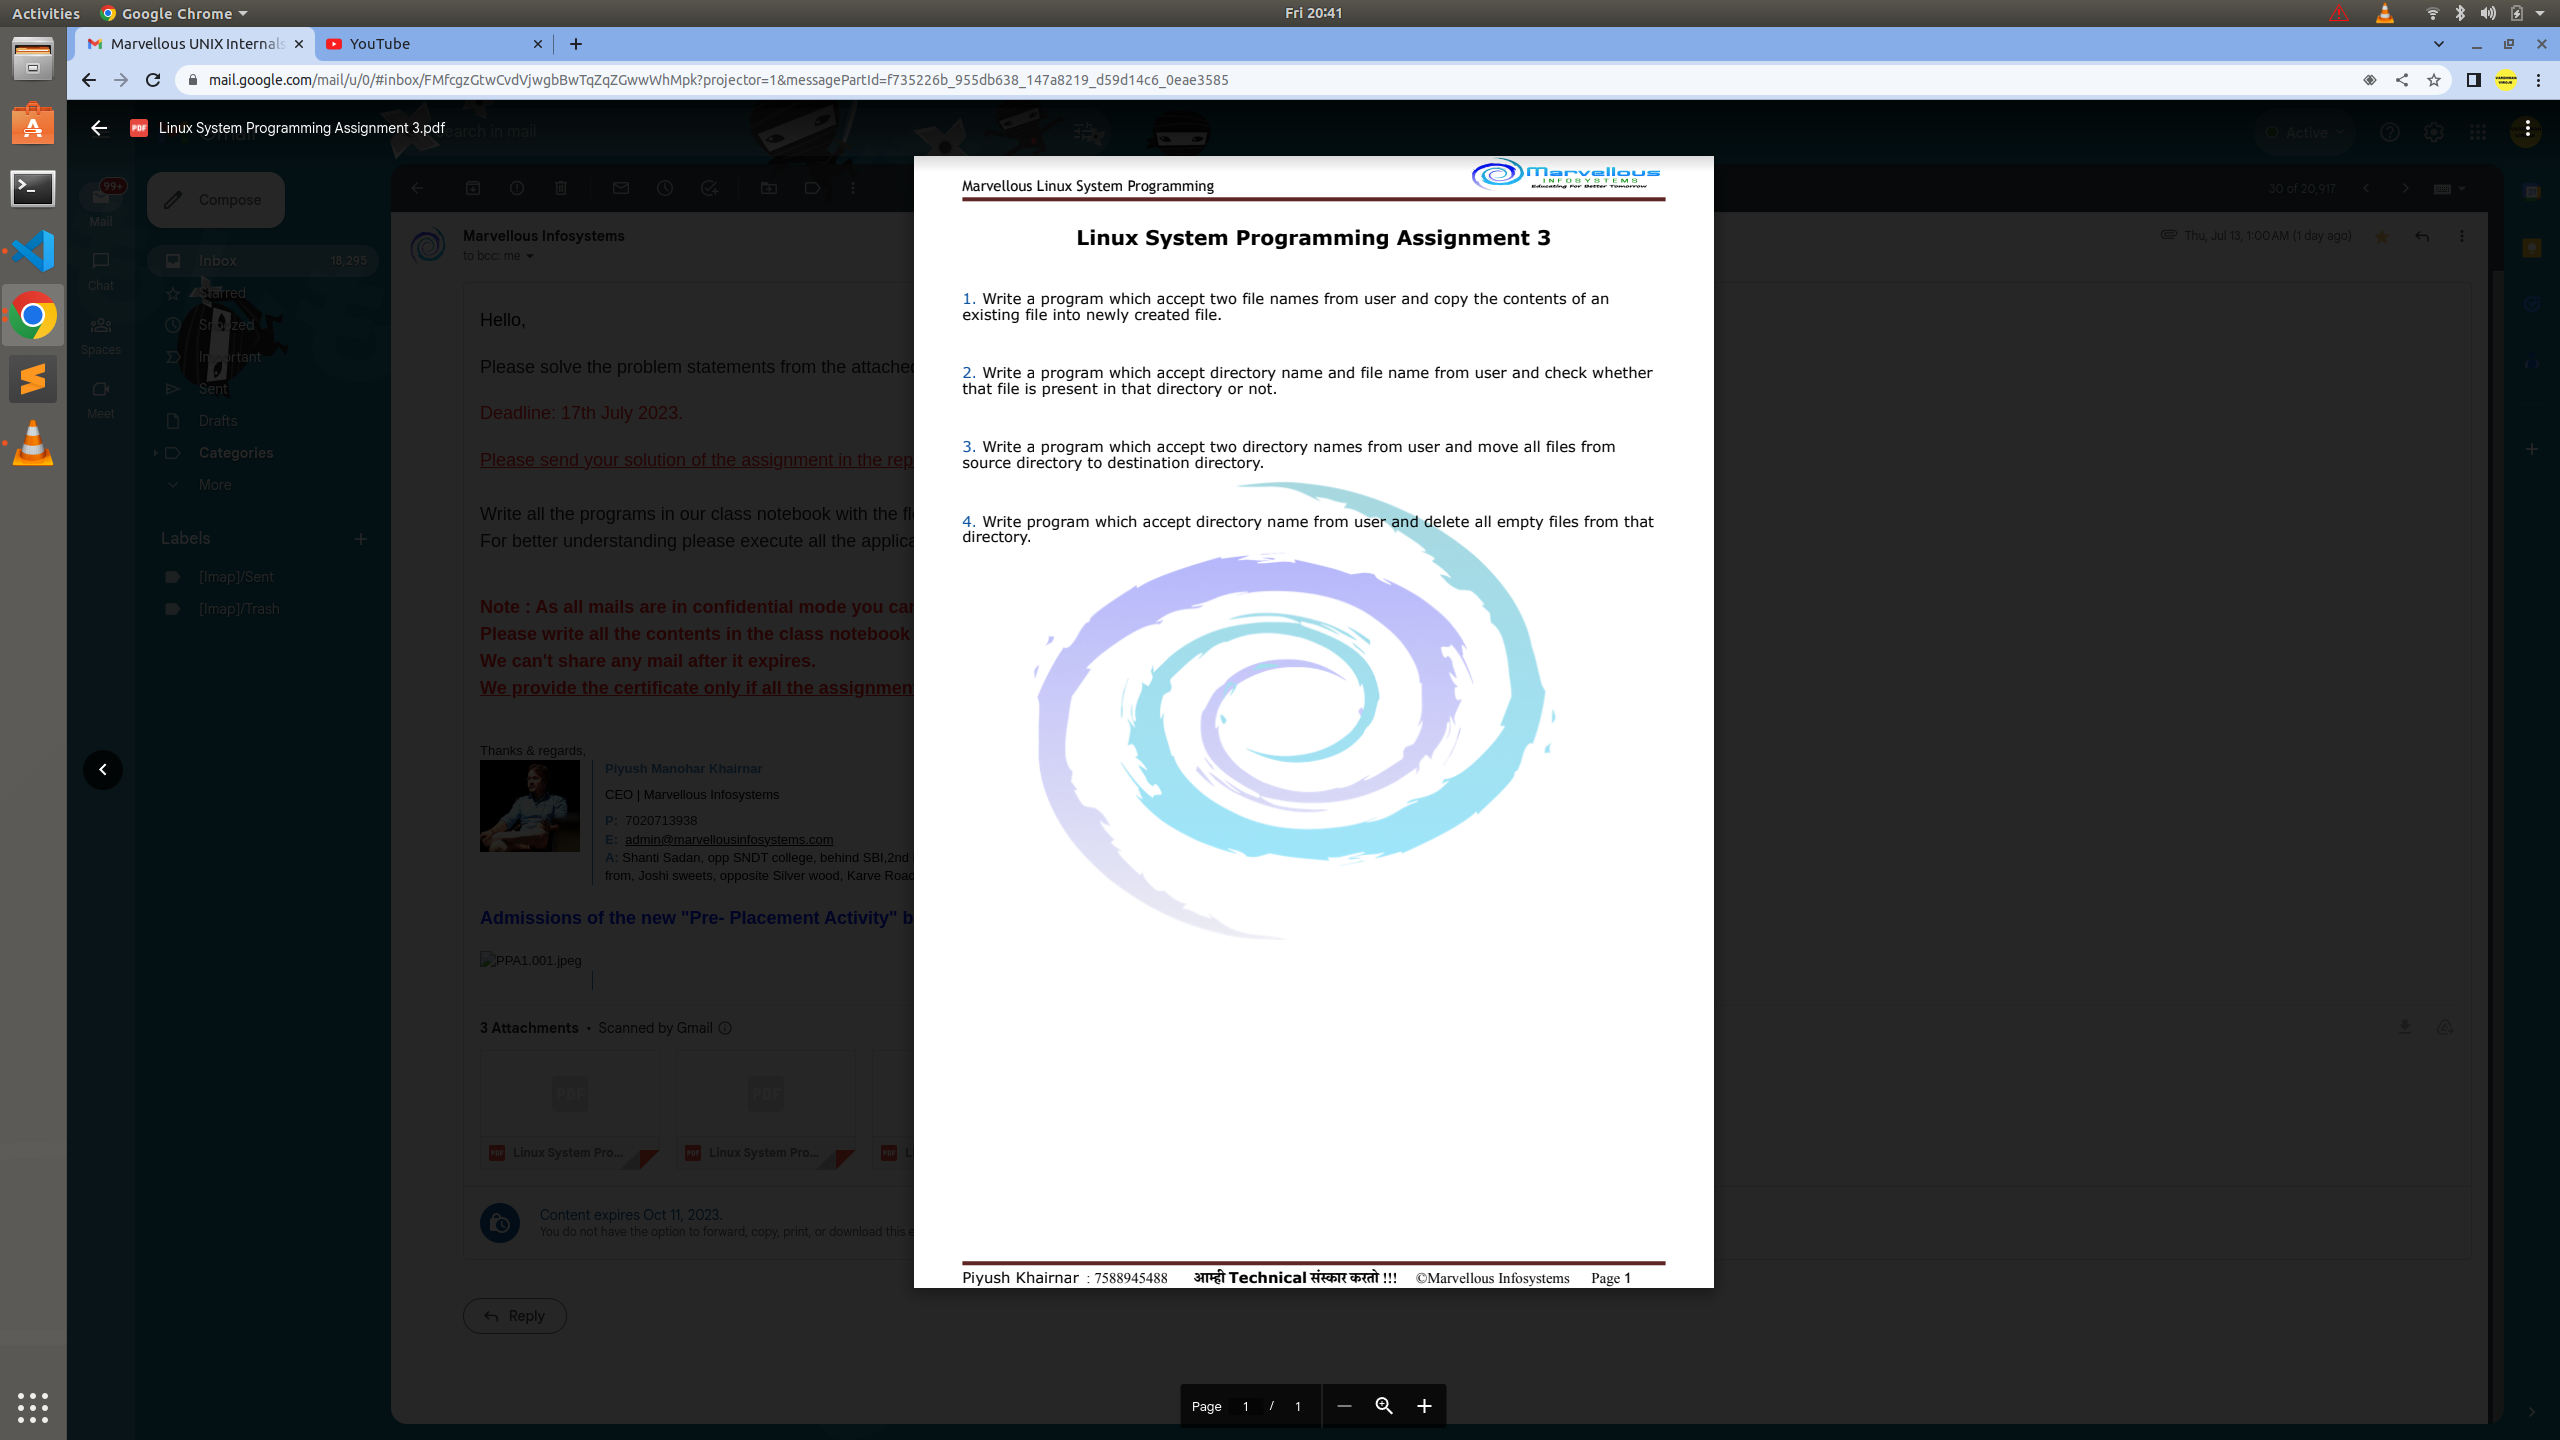 Activities
Google Chrome
Fri 20:41
Marvellous UNIX Internals
YouTube
mail.google.com/mail/u/0/#inbox/FMfcgzGtwCvdVjwgbBwTqZqZGwwWhMpk?projector=1&messagePartId=f735226b_955db638_147a8219_d59d14c6_0eae3585
PDF Linux System Programming Assignment 3.pdf
earch in mail
Active
99+
Mail
Chat
Spaces
Meet
Compose
Inbox 18,295
Starred
Snoozed
Important
Sent
Drafts
Categories
More
Labels
[Imap]/Sent
[Imap]/Trash
30 of 20,917
Marvellous Infosystems
to bcc: me
Thu, Jul 13, 1:00 AM (1 day ago)
Hello,
Please solve the problem statements from the attached
Deadline: 17th July 2023.
Please send your solution of the assignment in the rep
Write all the programs in our class notebook with the fl
For better understanding please execute all the applica
Note : As all mails are in confidential mode you can
Please write all the contents in the class notebook
We can't share any mail after it expires.
We provide the certificate only if all the assignmen
Thanks & regards,
Piyush Manohar Khairnar
CEO | Marvellous Infosystems
P: 7020713938
E: admin@marvellousinfosystems.com
A: Shanti Sadan, opp SNDT college, behind SBI,2nd
from, Joshi sweets, opposite Silver wood, Karve Road
Admissions of the new "Pre- Placement Activity" b
PPA1.001.jpeg
3 Attachments • Scanned by Gmail
PDF
PDF
PDF Linux System Pro...
PDF Linux System Pro...
PDF
Content expires Oct 11, 2023.
You do not have the option to forward, copy, print, or download this e
Reply
Marvellous Linux System Programming
Marvellous
INFOSYSTEMS
Educating For Better Tomorrow
Linux System Programming Assignment 3
1. Write a program which accept two file names from user and copy the contents of an
existing file into newly created file.
2. Write a program which accept directory name and file name from user and check whether
that file is present in that directory or not.
3. Write a program which accept two directory names from user and move all files from
source directory to destination directory.
4. Write program which accept directory name from user and delete all empty files from that
directory.
Piyush Khairnar : 7588945488 आम्ही Technical संस्कार करतो !!! ©Marvellous Infosystems Page 1
Page 1 / 1